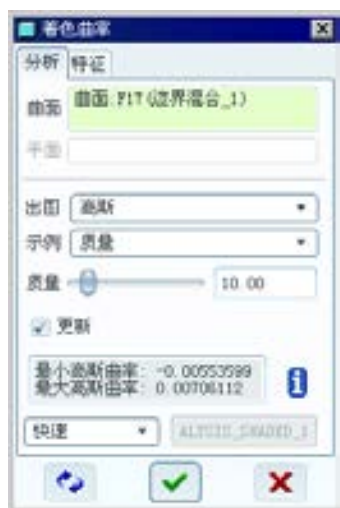 着色曲率
分析 特征
曲面 曲面:F17(边界混合_1)
平面
出图 高斯
示例 质量
质量 10.00
更新
最小高斯曲率: -0.00553599
最大高斯曲率: 0.00706112
快速